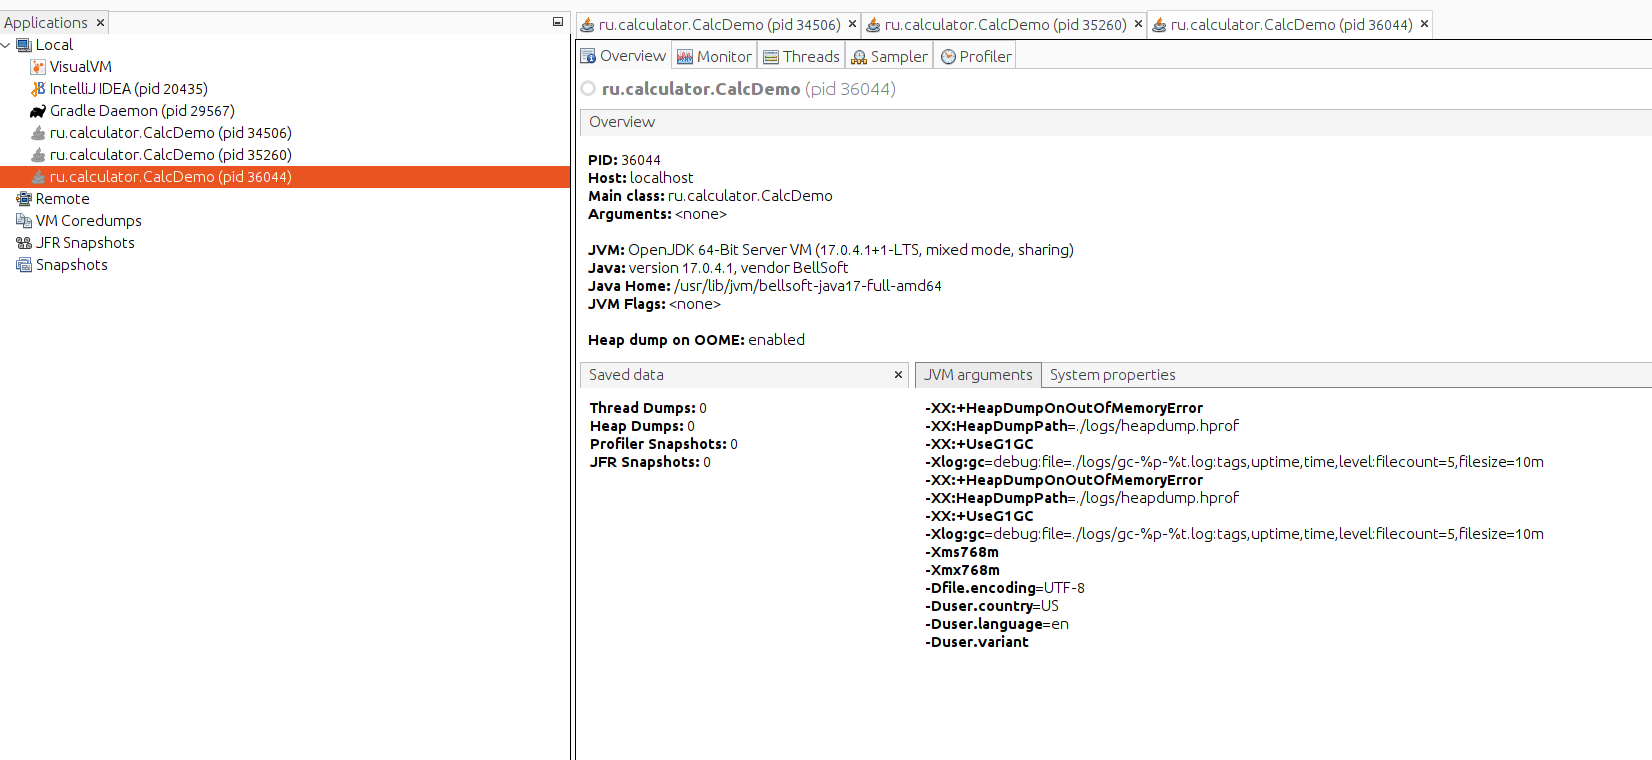 Applications
Local
VisualVM
IntelliJ IDEA (pid 20435)
Gradle Daemon (pid 29567)
ru.calculator.CalcDemo (pid 34506)
ru.calculator.CalcDemo (pid 35260)
ru.calculator.CalcDemo (pid 36044)
Remote
VM Coredumps
JFR Snapshots
Snapshots
ru.calculator.CalcDemo (pid 34506) ru.calculator.CalcDemo (pid 35260) ru.calculator.CalcDemo (pid 36044)
Overview Monitor Threads Sampler Profiler
ru.calculator.CalcDemo (pid 36044)
Overview
PID: 36044
Host: localhost
Main class: ru.calculator.CalcDemo
Arguments: <none>
JVM: OpenJDK 64-Bit Server VM (17.0.4.1+1-LTS, mixed mode, sharing)
Java: version 17.0.4.1, vendor BellSoft
Java Home: /usr/lib/jvm/bellsoft-java17-full-amd64
JVM Flags: <none>
Heap dump on OOME: enabled
Saved data
Thread Dumps: 0
Heap Dumps: 0
Profiler Snapshots: 0
JFR Snapshots: 0
JVM arguments System properties
-XX:+HeapDumpOnOutOfMemoryError
-XX:HeapDumpPath=./logs/heapdump.hprof
-XX:+UseG1GC
-Xlog:gc=debug:file=./logs/gc-%p-%t.log:tags,uptime,time,level:filecount=5,filesize=10m
-XX:+HeapDumpOnOutOfMemoryError
-XX:HeapDumpPath=./logs/heapdump.hprof
-XX:+UseG1GC
-Xlog:gc=debug:file=./logs/gc-%p-%t.log:tags,uptime,time,level:filecount=5,filesize=10m
-Xms768m
-Xmx768m
-Dfile.encoding=UTF-8
-Duser.country=US
-Duser.language=en
-Duser.variant